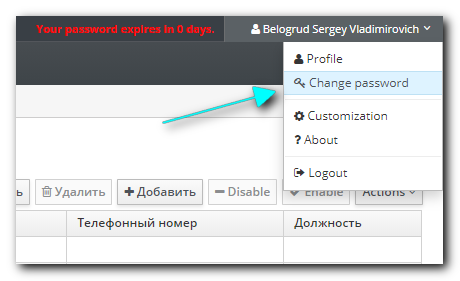 Your password expires in 0 days.
Belogrud Sergey Vladimirovich
Profile
Change password
Customization
? About
Logout
ь Удалить + Добавить − Disable ✔ Enable Actions
Телефонный номер Должность